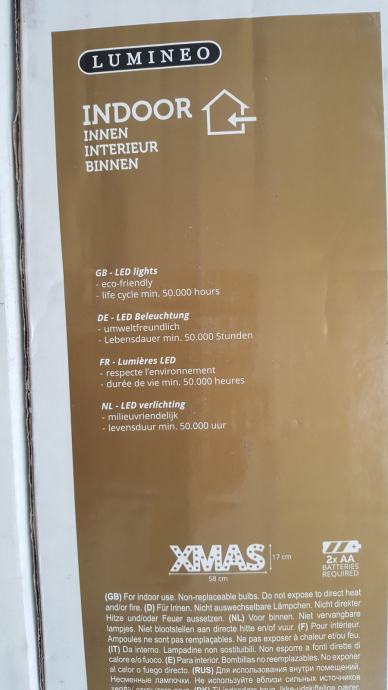 LUMINEO
INDOOR
INNEN
INTERIEUR
BINNEN
GB - LED lights
- eco-friendly
- life cycle min. 50.000 hours
DE - LED Beleuchtung
- umweltfreundlich
- Lebensdauer min. 50.000 Stunden
FR - Lumières LED
- respecte l'environnement
- durée de vie min. 50.000 heures
NL - LED verlichting
- milieuvriendelijk
- levensduur min. 50.000 uur
XMAS
17 cm
58 cm
2x AA
BATTERIES
REQUIRED
(GB) For indoor use. Non-replaceable bulbs. Do not expose to direct heat
and/or fire. (D) Für Innen. Nicht auswechselbare Lämpchen. Nicht direkter
Hitze und/oder Feuer aussetzen. (NL) Voor binnen. Niet vervangbare
lampjes. Niet blootstellen aan directe hitte en/of vuur. (F) Pour intérieur.
Ampoules ne sont pas remplaçables. Ne pas exposer à chaleur et/ou feu.
(IT) Da interno. Lampadine non sostituibili. Non esporre a fonti dirette di
calore e/o fuoco. (E) Para interior. Bombillas no reemplazables. No exponer
al calor o fuego directo. (RUS) Для использования внутри помещений.
Несменные лампочки. Не используйте вблизи сильных источников